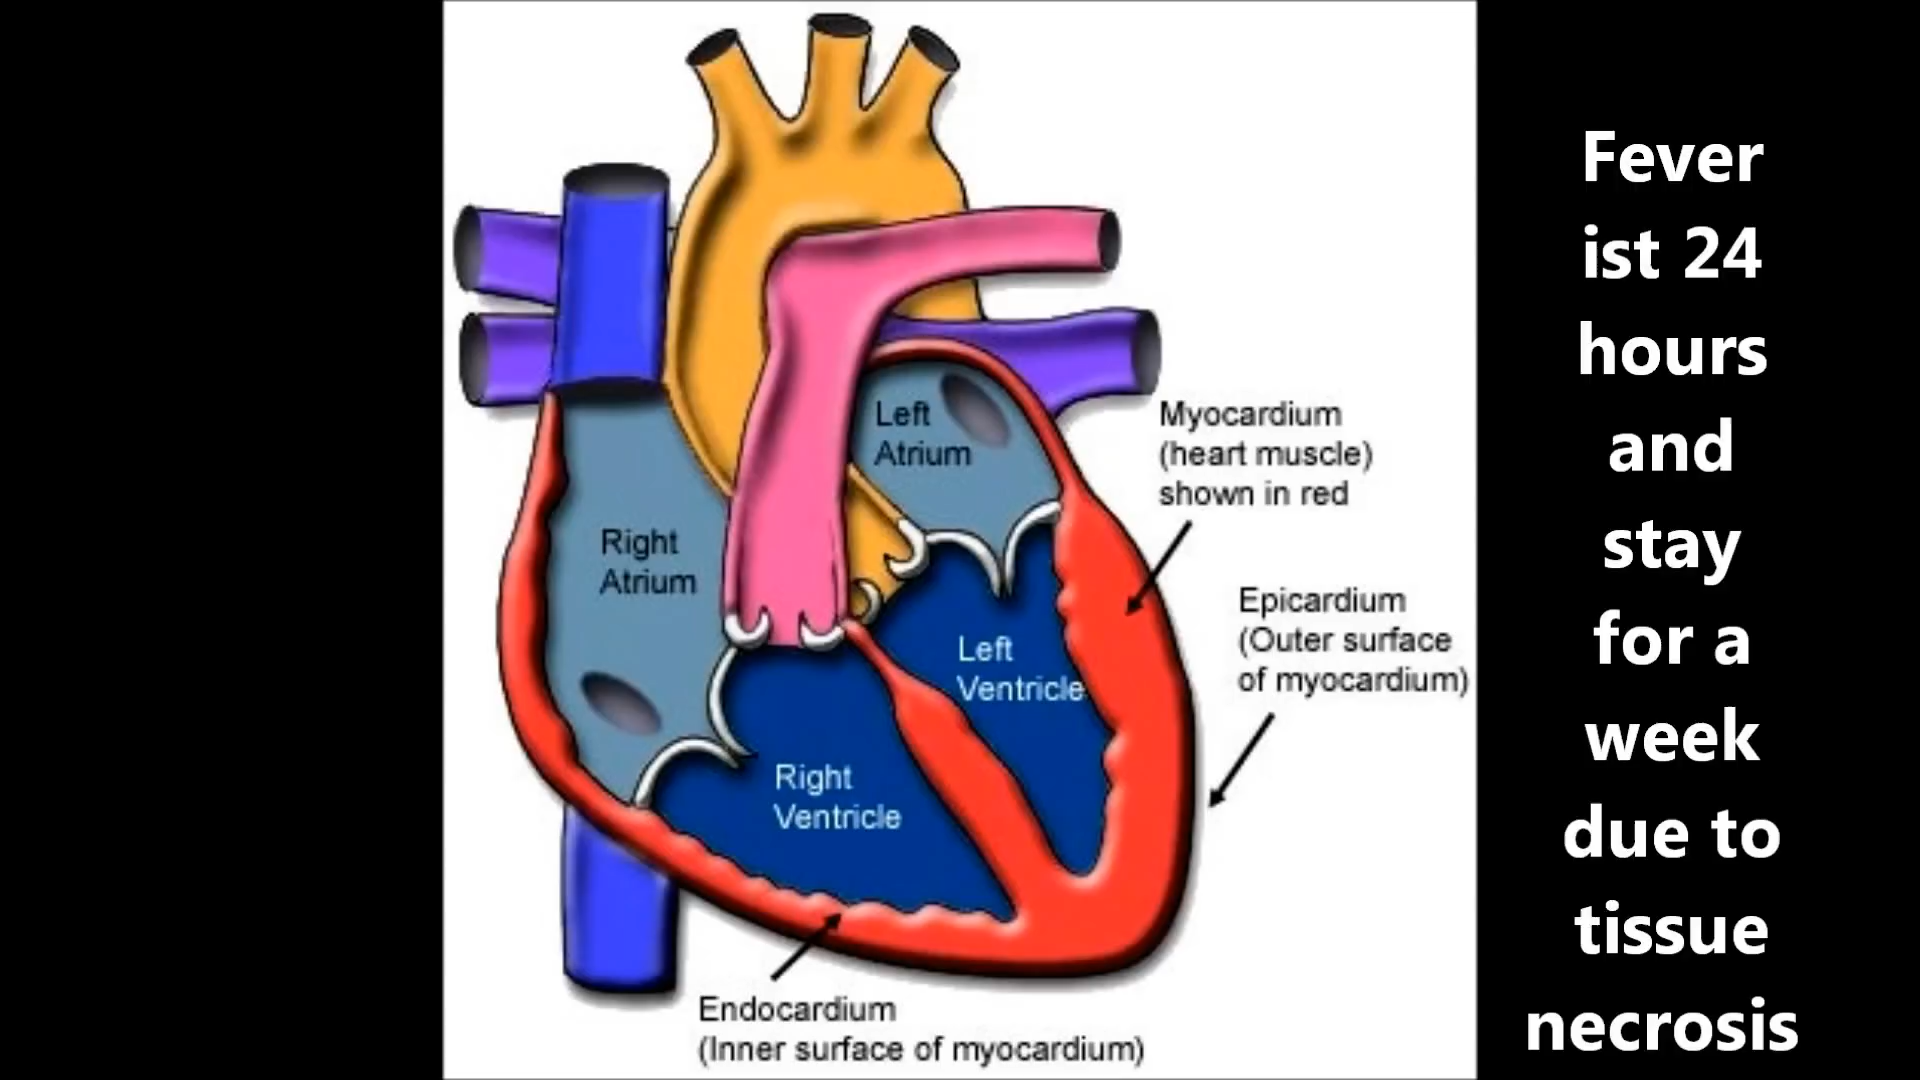 Left
Atrium
Myocardium
(heart muscle)
shown in red
Right
Atrium
Epicardium
(Outer surface
of myocardium)
Left
Ventricle
Right
Ventricle
Endocardium
(Inner surface of myocardium)
Fever
ist 24
hours
and
stay
for a
week
due to
tissue
necrosis